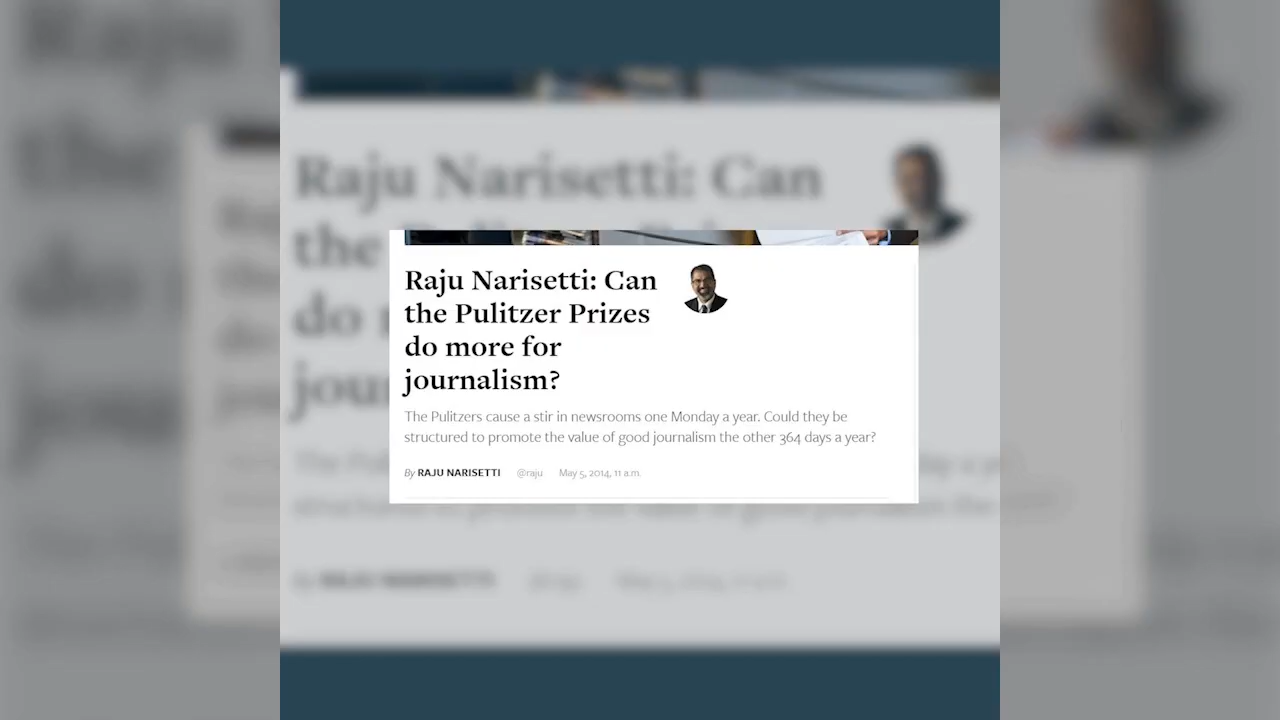 Raju Narisetti: Can
the Pulitzer Prizes
do more for
journalism?
The Pulitzers cause a stir in newsrooms one Monday a year. Could they be
structured to promote the value of good journalism the other 364 days a year?
By RAJU NARISETTI @raju May 5, 2014, 11 a.m.